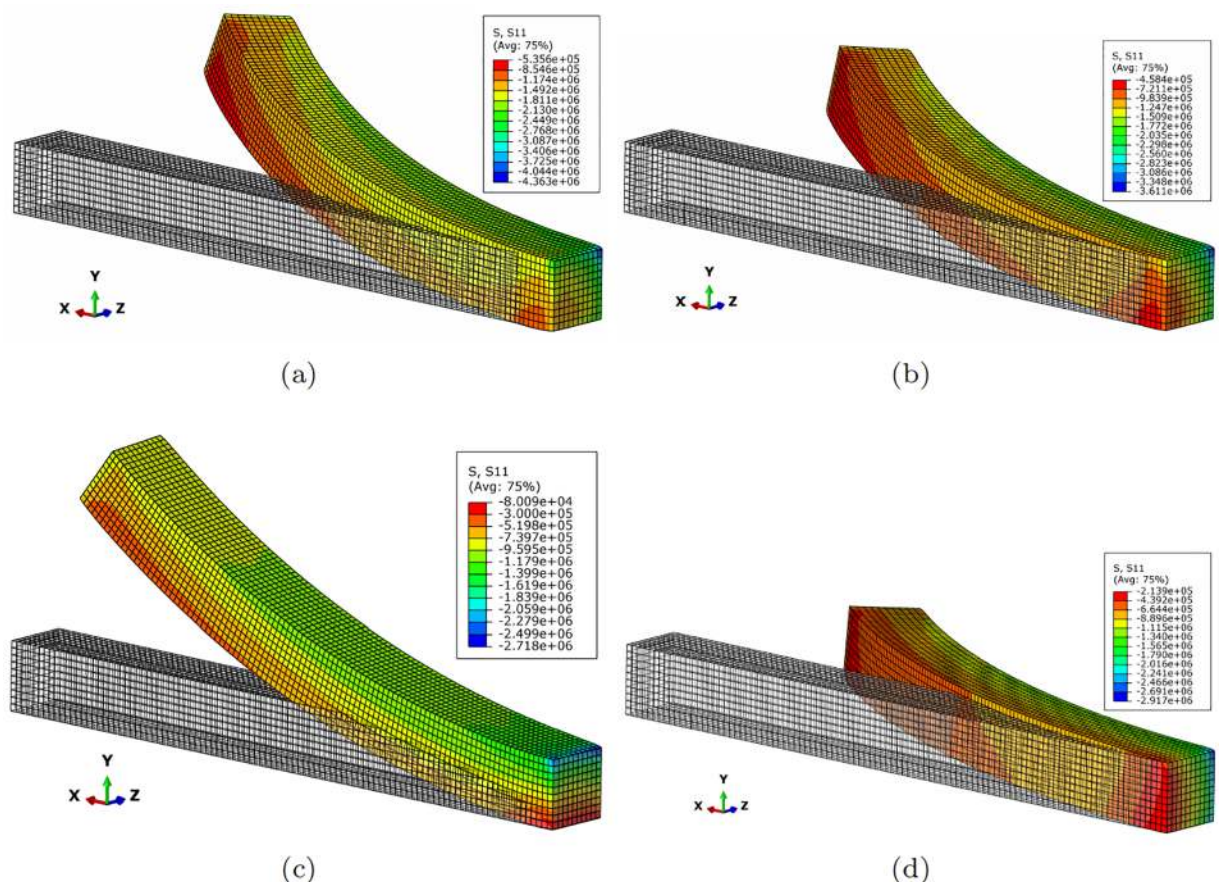 S, S11
(Avg: 75%)
-5.356e+05
-8.546e+05
-1.174e+06
-1.492e+06
-1.811e+06
-2.130e+06
-2.449e+06
-2.768e+06
-3.087e+06
-3.406e+06
-3.725e+06
-4.044e+06
-4.363e+06
Y
X
Z
(a)
S, S11
(Avg: 75%)
-4.584e+05
-7.211e+05
-9.839e+05
-1.247e+06
-1.509e+06
-1.772e+06
-2.035e+06
-2.298e+06
-2.560e+06
-2.823e+06
-3.086e+06
-3.348e+06
-3.611e+06
Y
X
Z
(b)
S, S11
(Avg: 75%)
-8.009e+04
-3.000e+05
-5.198e+05
-7.397e+05
-9.595e+05
-1.179e+06
-1.399e+06
-1.619e+06
-1.839e+06
-2.059e+06
-2.279e+06
-2.499e+06
-2.718e+06
Y
X
Z
(c)
S, S11
(Avg: 75%)
-2.139e+05
-4.392e+05
-6.644e+05
-8.896e+05
-1.115e+06
-1.340e+06
-1.565e+06
-1.790e+06
-2.016e+06
-2.241e+06
-2.466e+06
-2.691e+06
-2.917e+06
Y
X
Z
(d)